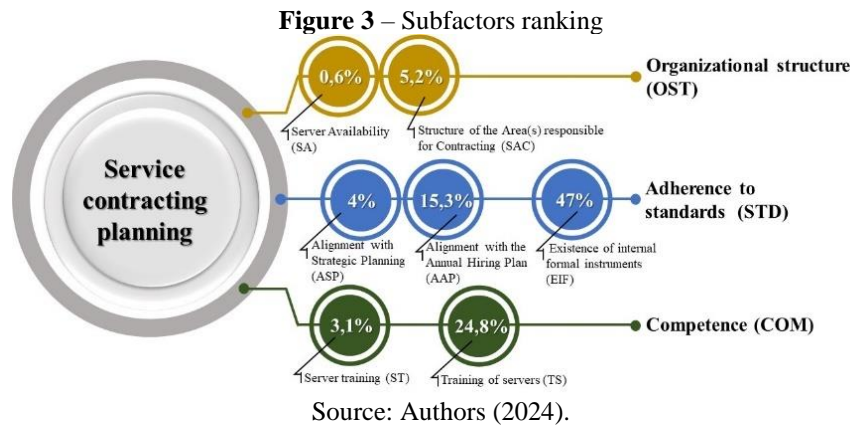 Figure 3 – Subfactors ranking
0,6%
5,2%
Organizational structure
(OST)
Server Availability
(SA)
Structure of the Area(s) responsible
for Contracting (SAC)
Service
contracting
planning
4%
15,3%
47%
Adherence to
standards (STD)
Alignment with
Strategic Planning
(ASP)
Alignment with the
Annual Hiring Plan
(AAP)
Existence of internal
formal instruments
(EIF)
3,1%
24,8%
Competence (COM)
Server training (ST)
Training of servers (TS)
Source: Authors (2024).